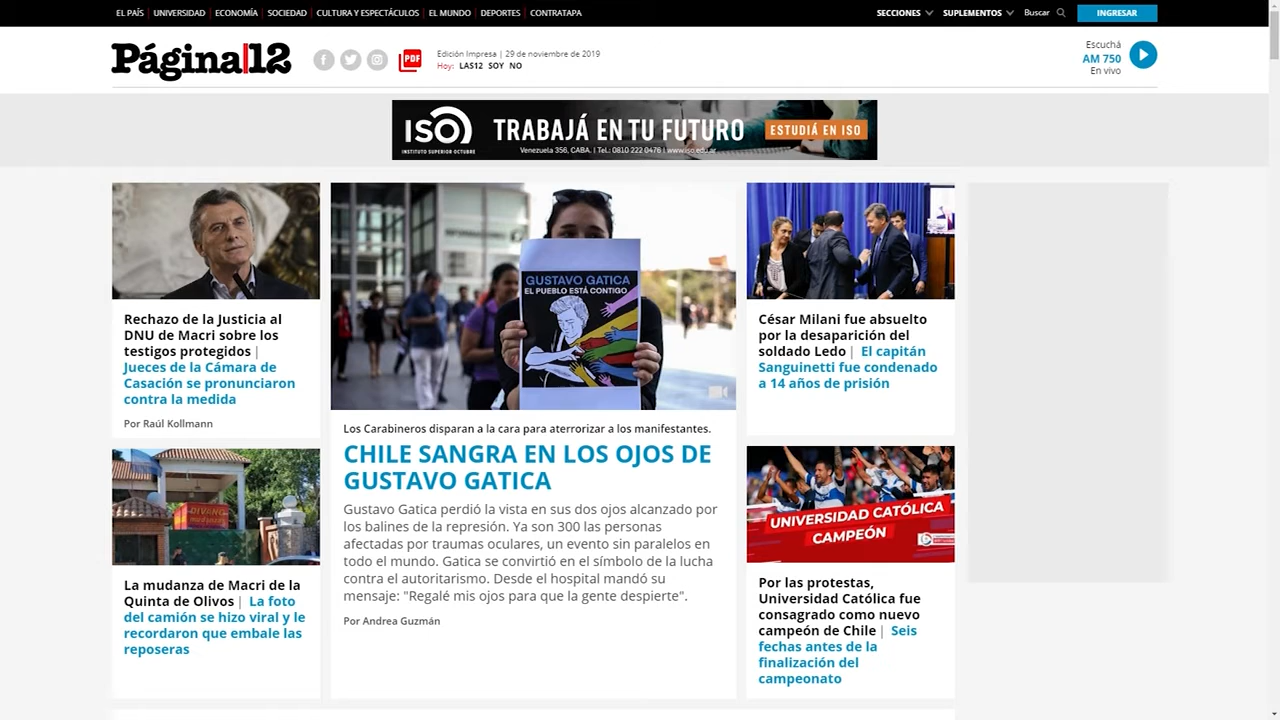 EL PAÍS UNIVERSIDAD ECONOMÍA SOCIEDAD CULTURA Y ESPECTÁCULOS EL MUNDO DEPORTES CONTRATAPA
SECCIONES SUPLEMENTOS Buscar INGRESAR
Página|12
PDF
Edición Impresa | 29 de noviembre de 2019
Hoy: LAS12 SOY NO
Escuchá
AM 750
En vivo
ISO
INSTITUTO SUPERIOR OCTUBRE
TRABAJÁ EN TU FUTURO
Venezuela 356, CABA. | Tel.: 0810 222 0476 | www.iso.edu.ar
ESTUDIÁ EN ISO
Rechazo de la Justicia al
DNU de Macri sobre los
testigos protegidos |
Jueces de la Cámara de
Casación se pronunciaron
contra la medida
Por Raúl Kollmann
La mudanza de Macri de la
Quinta de Olivos | La foto
del camión se hizo viral y le
recordaron que embale las
reposeras
GUSTAVO GATICA
EL PUEBLO ESTÁ CONTIGO
Los Carabineros disparan a la cara para aterrorizar a los manifestantes.
CHILE SANGRA EN LOS OJOS DE
GUSTAVO GATICA
Gustavo Gatica perdió la vista en sus dos ojos alcanzado por
los balines de la represión. Ya son 300 las personas
afectadas por traumas oculares, un evento sin paralelos en
todo el mundo. Gatica se convirtió en el símbolo de la lucha
contra el autoritarismo. Desde el hospital mandó su
mensaje: "Regalé mis ojos para que la gente despierte".
Por Andrea Guzmán
César Milani fue absuelto
por la desaparición del
soldado Ledo | El capitán
Sanguinetti fue condenado
a 14 años de prisión
UNIVERSIDAD CATÓLICA
CAMPEÓN
Por las protestas,
Universidad Católica fue
consagrado como nuevo
campeón de Chile | Seis
fechas antes de la
finalización del
campeonato